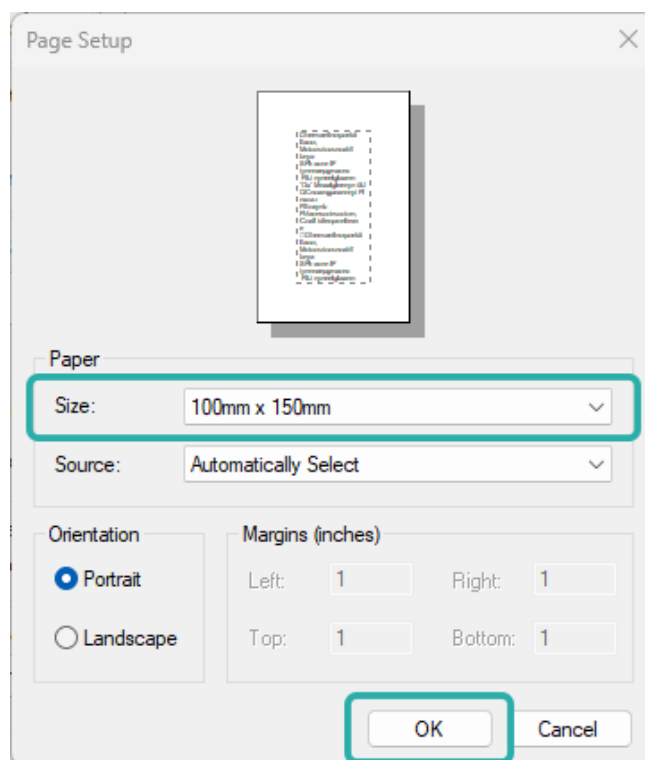 Page Setup
Paper
Size: 100mm x 150mm
Source: Automatically Select
Orientation
Portrait
Landscape
Margins (inches)
Left: 1 Right: 1
Top: 1 Bottom: 1
OK Cancel